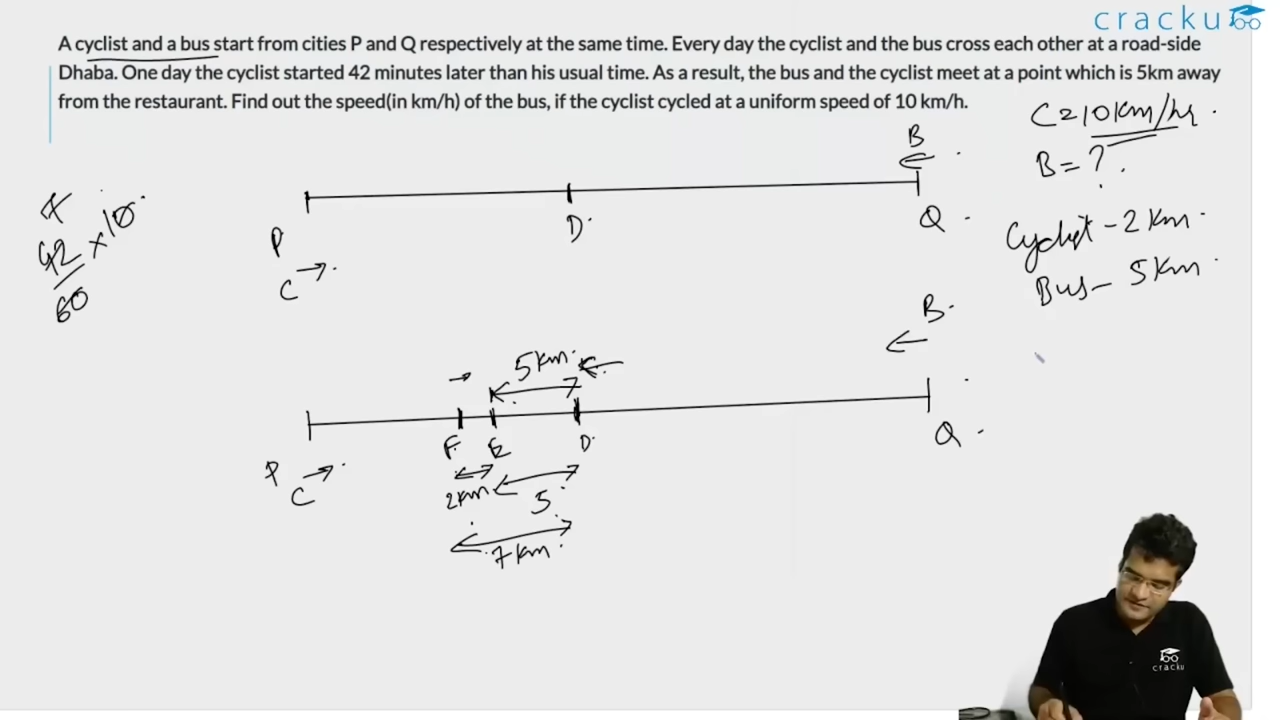 cracku
A cyclist and a bus start from cities P and Q respectively at the same time. Every day the cyclist and the bus cross each other at a road-side
Dhaba. One day the cyclist started 42 minutes later than his usual time. As a result, the bus and the cyclist meet at a point which is 5km away
from the restaurant. Find out the speed(in km/h) of the bus, if the cyclist cycled at a uniform speed of 10 km/h.
C = 10 km/hr.
B = ?
B
42/60 × 10
P
D
Q
C
Cyclist - 2 km
Bus - 5 km
B
5 km
F E D
Q
P
C
2km 5
7 km
cracku